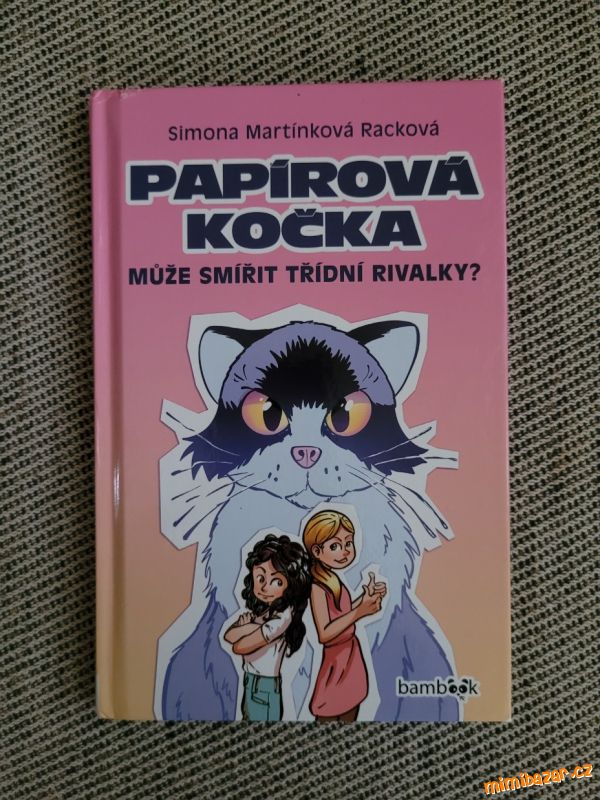 Simona Martínková Racková
PAPÍROVÁ
KOČKA
MŮŽE SMÍŘIT TŘÍDNÍ RIVALKY?
bambook
mimibazar.cz